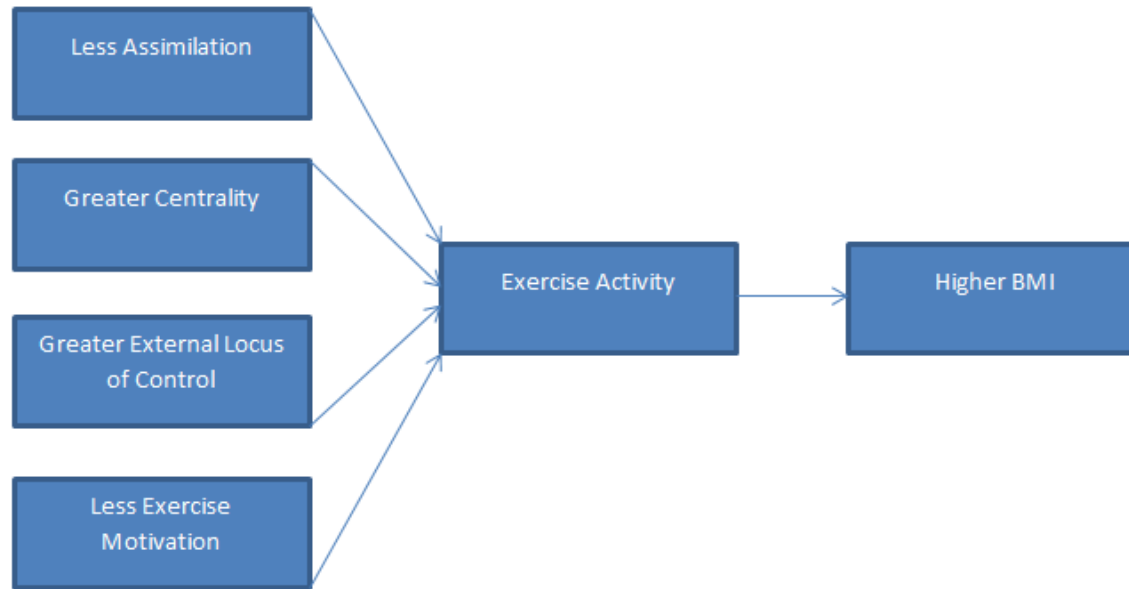 Less Assimilation
Greater Centrality
Greater External Locus
of Control
Less Exercise
Motivation
Exercise Activity
Higher BMI